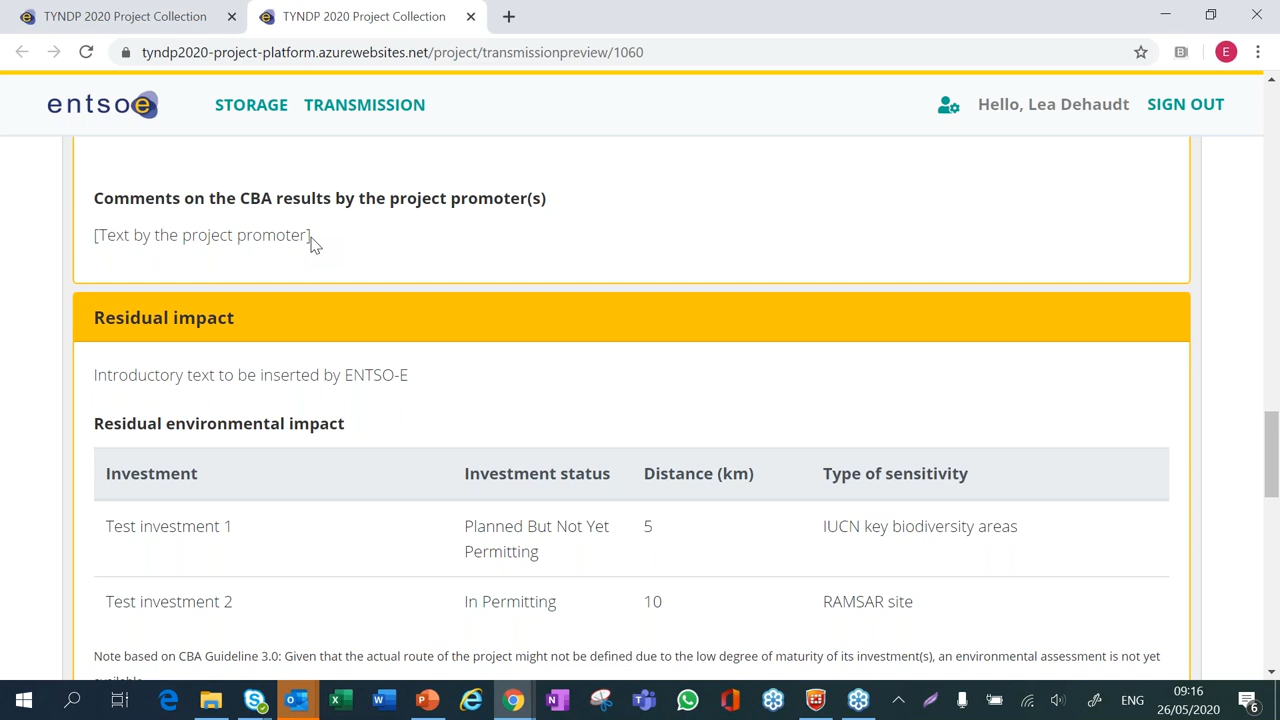 TYNDP 2020 Project Collection
TYNDP 2020 Project Collection
tyndp2020-project-platform.azurewebsites.net/project/transmissionpreview/1060
B
E
entsoe
STORAGE
TRANSMISSION
Hello, Lea Dehaudt
SIGN OUT
Comments on the CBA results by the project promoter(s)
[Text by the project promoter]
Residual impact
Introductory text to be inserted by ENTSO-E
Residual environmental impact
Investment Investment status Distance (km) Type of sensitivity
Test investment 1 Planned But Not Yet 5 IUCN key biodiversity areas
Permitting
Test investment 2 In Permitting 10 RAMSAR site
Note based on CBA Guideline 3.0: Given that the actual route of the project might not be defined due to the low degree of maturity of its investment(s), an environmental assessment is not yet
available
ENG
09:16
26/05/2020
6